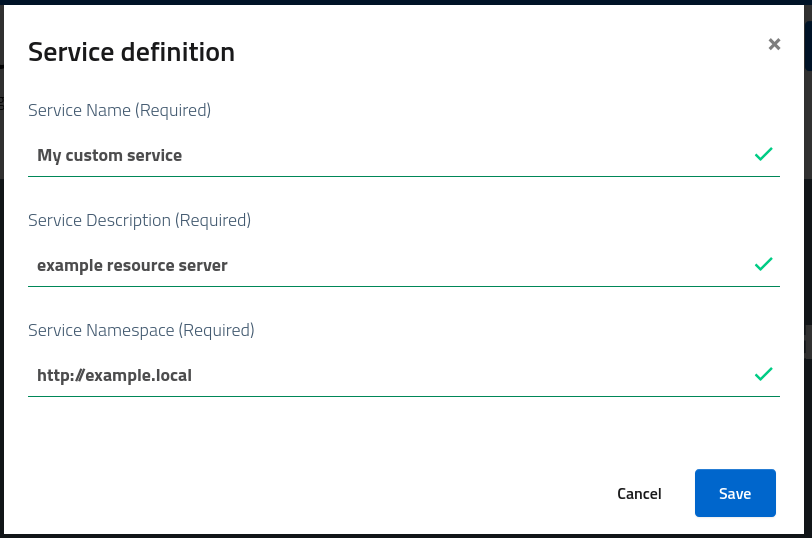 Service definition
Service Name (Required)
My custom service
Service Description (Required)
example resource server
Service Namespace (Required)
http://example.local
Cancel
Save